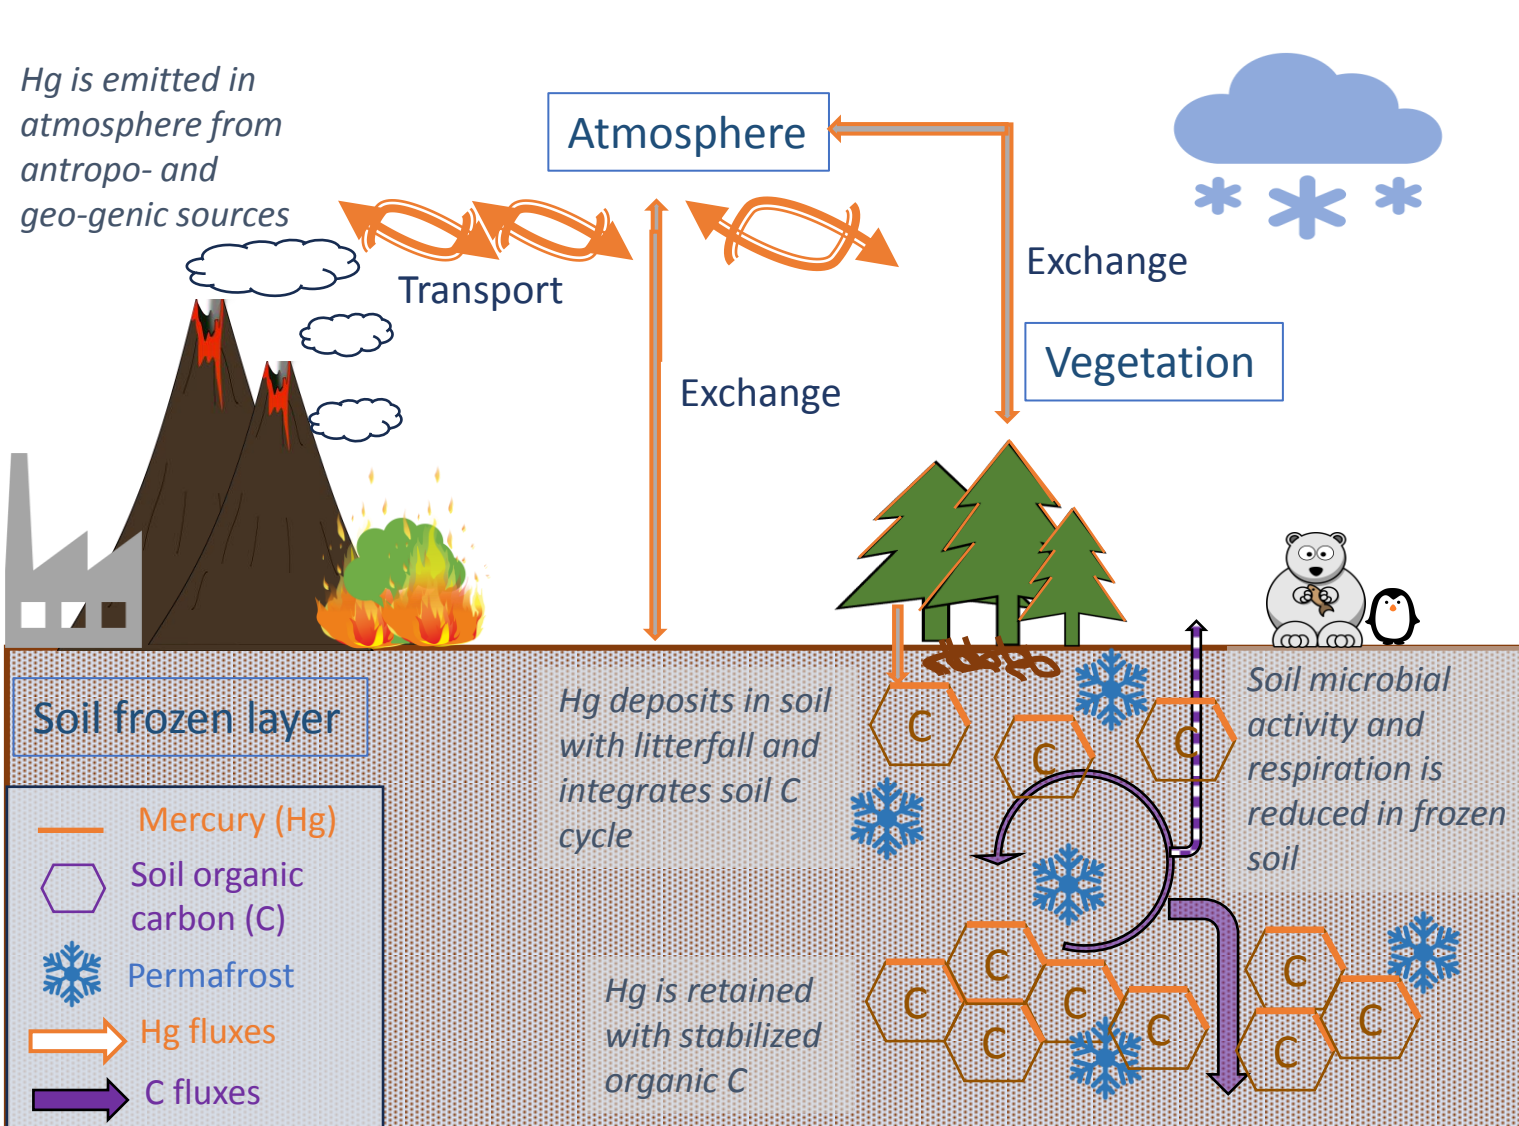 Hg is emitted in
atmosphere from
antropo- and
geo-genic sources
Atmosphere
Transport
Exchange
Exchange
Vegetation
Soil frozen layer
Hg deposits in soil
with litterfall and
integrates soil C
cycle
Soil microbial
activity and
respiration is
reduced in frozen
soil
C
C
C
Mercury (Hg)
Soil organic
carbon (C)
Permafrost
Hg fluxes
C fluxes
Hg is retained
with stabilized
organic C
C
C
C
C
C
C
C
C